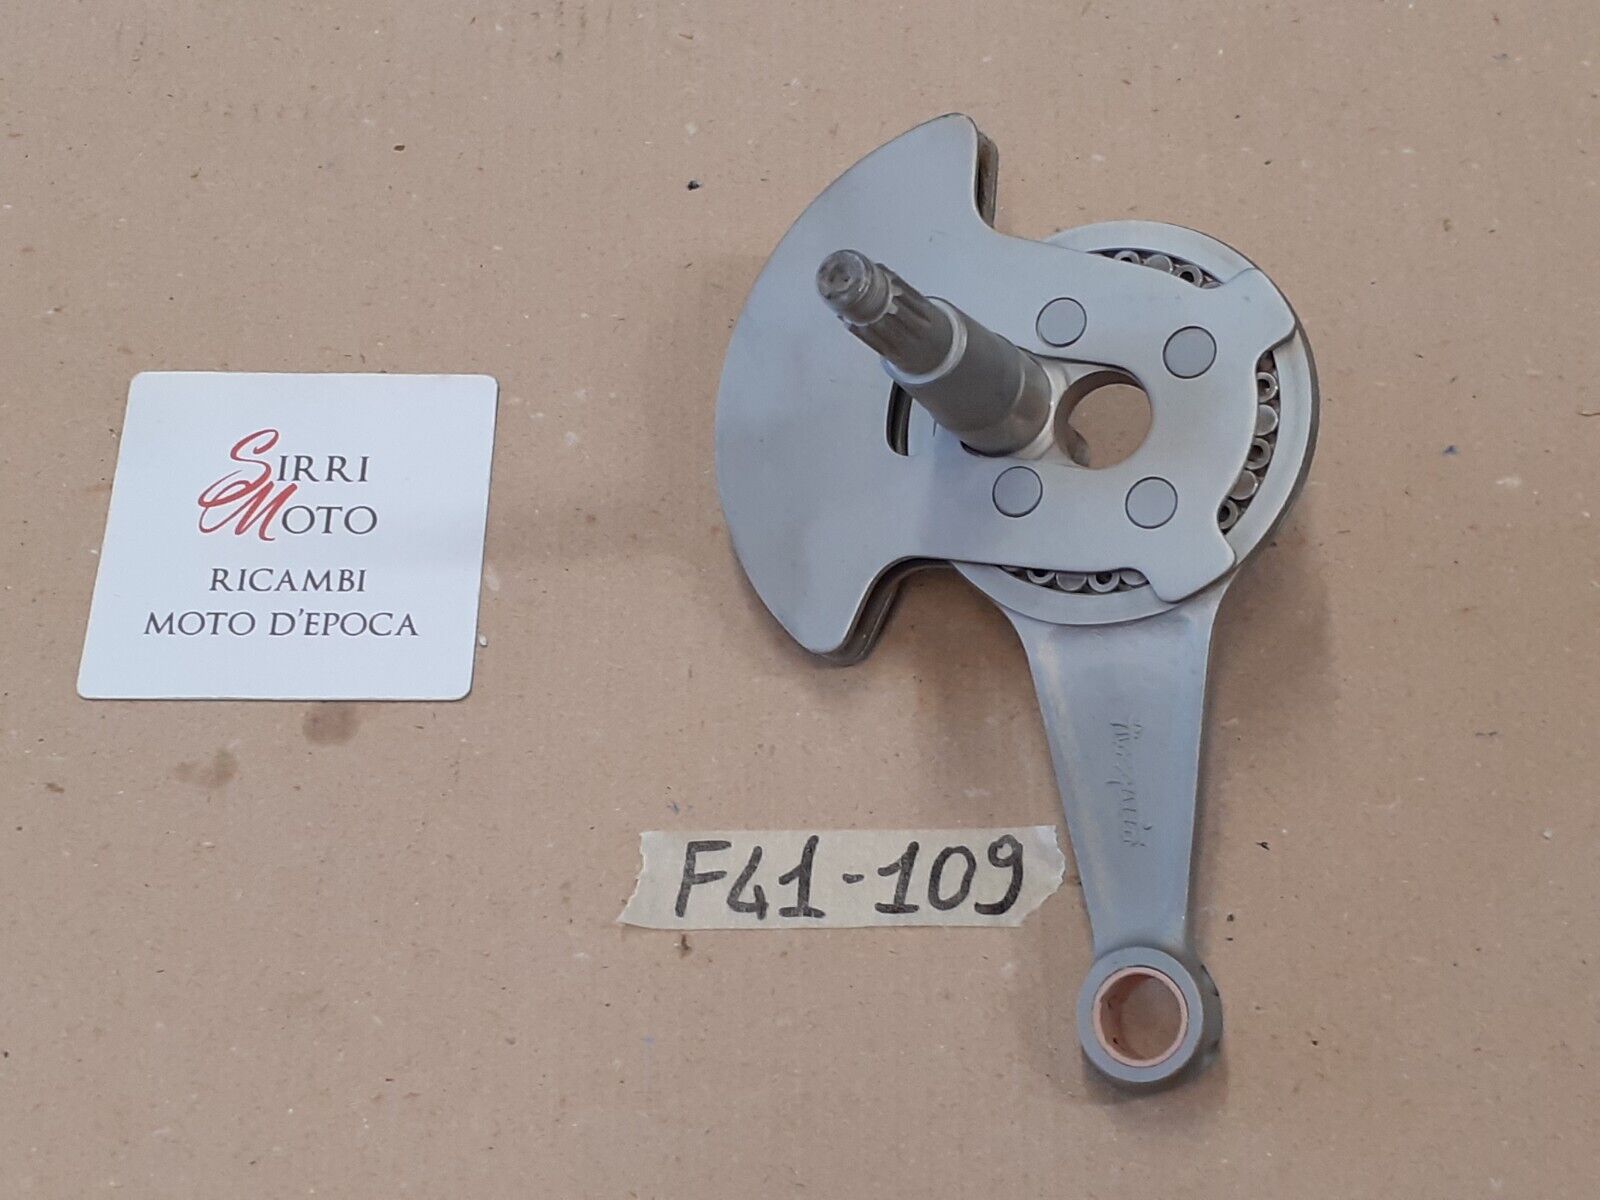 SIRRI
MOTO
RICAMBI
MOTO D'EPOCA
F41-109